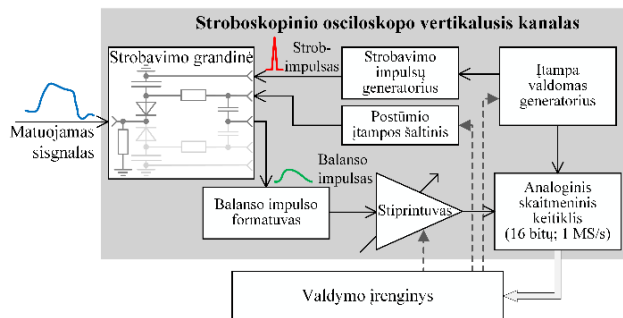 Stroboskopinio osciloskopo vertikalusis kanalas
Strobavimo grandinė
Strob-
impulsas
Strobavimo
impulsų
generatorius
Įtampa
valdomas
generatorius
Matuojamas
sisgnalas
Postūmio
įtampos šaltinis
Balanso
impulsas
Balanso impulso
formatuvas
Stiprintuvas
Analoginis
skaitmeninis
keitiklis
(16 bitų; 1 MS/s)
Valdymo įrenginys